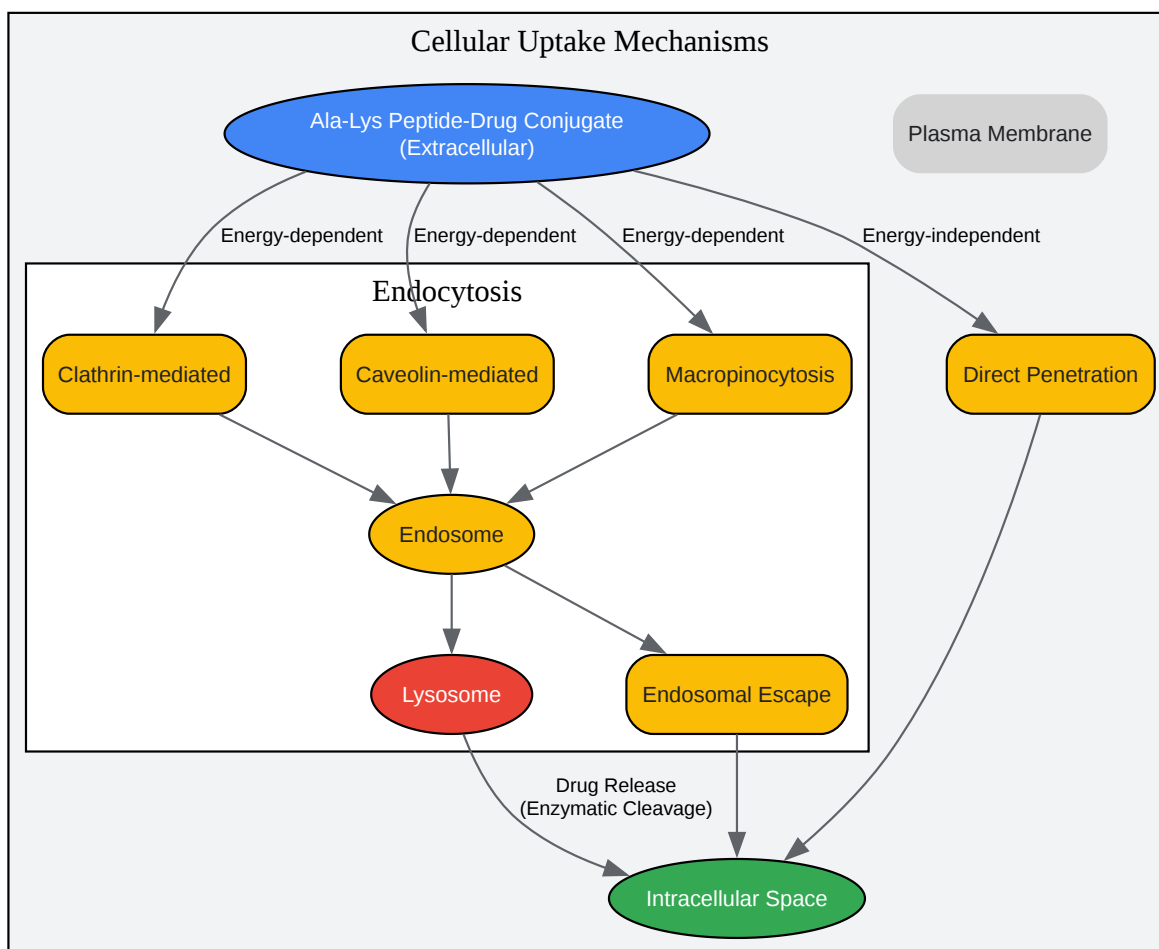 Cellular Uptake Mechanisms
Ala-Lys Peptide-Drug Conjugate
(Extracellular)
Plasma Membrane
Energy-dependent
Energy-dependent
Energy-dependent
Energy-independent
Endocytosis
Clathrin-mediated
Caveolin-mediated
Macropinocytosis
Direct Penetration
Endosome
Lysosome
Endosomal Escape
Drug Release
(Enzymatic Cleavage)
Intracellular Space